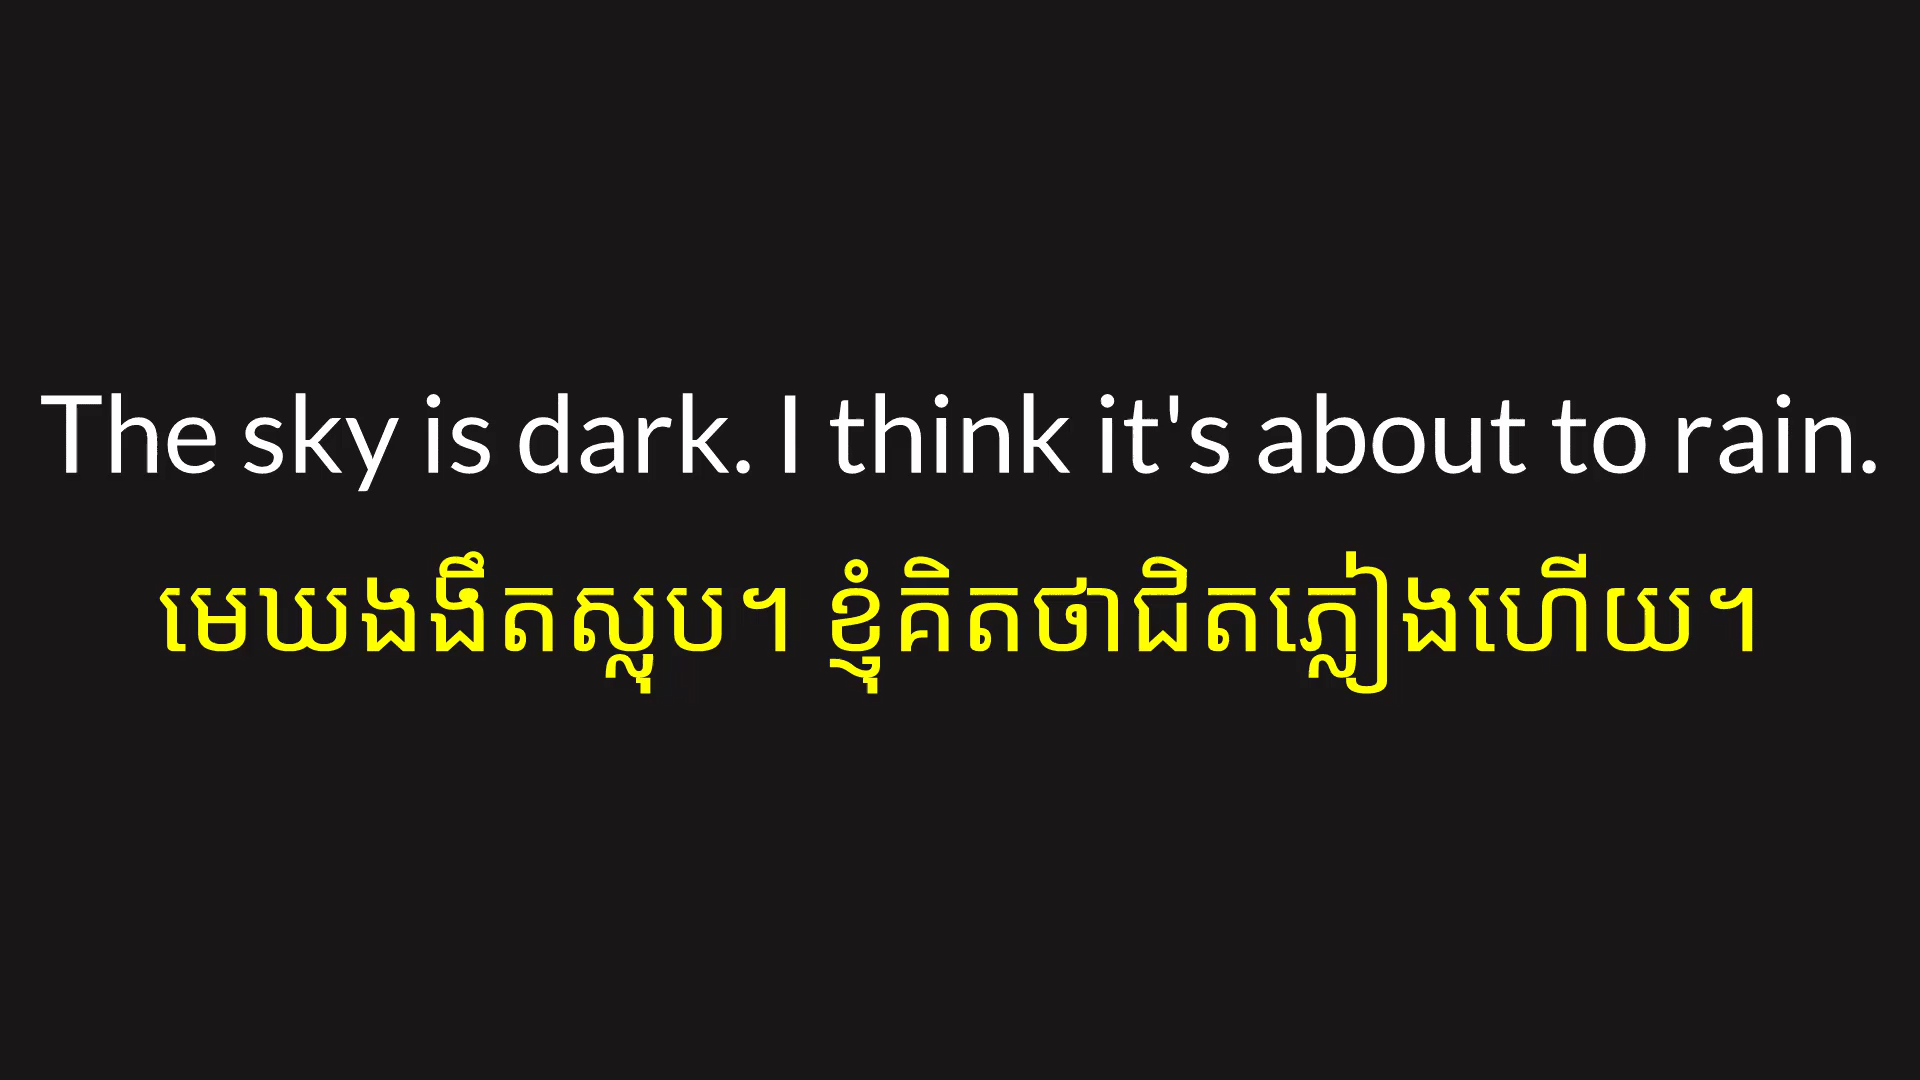 The sky is dark. I think it's about to rain.
មេឃងងឹតស្លុប។ ខ្ញុំគិតថាជិតភ្លៀងហើយ។